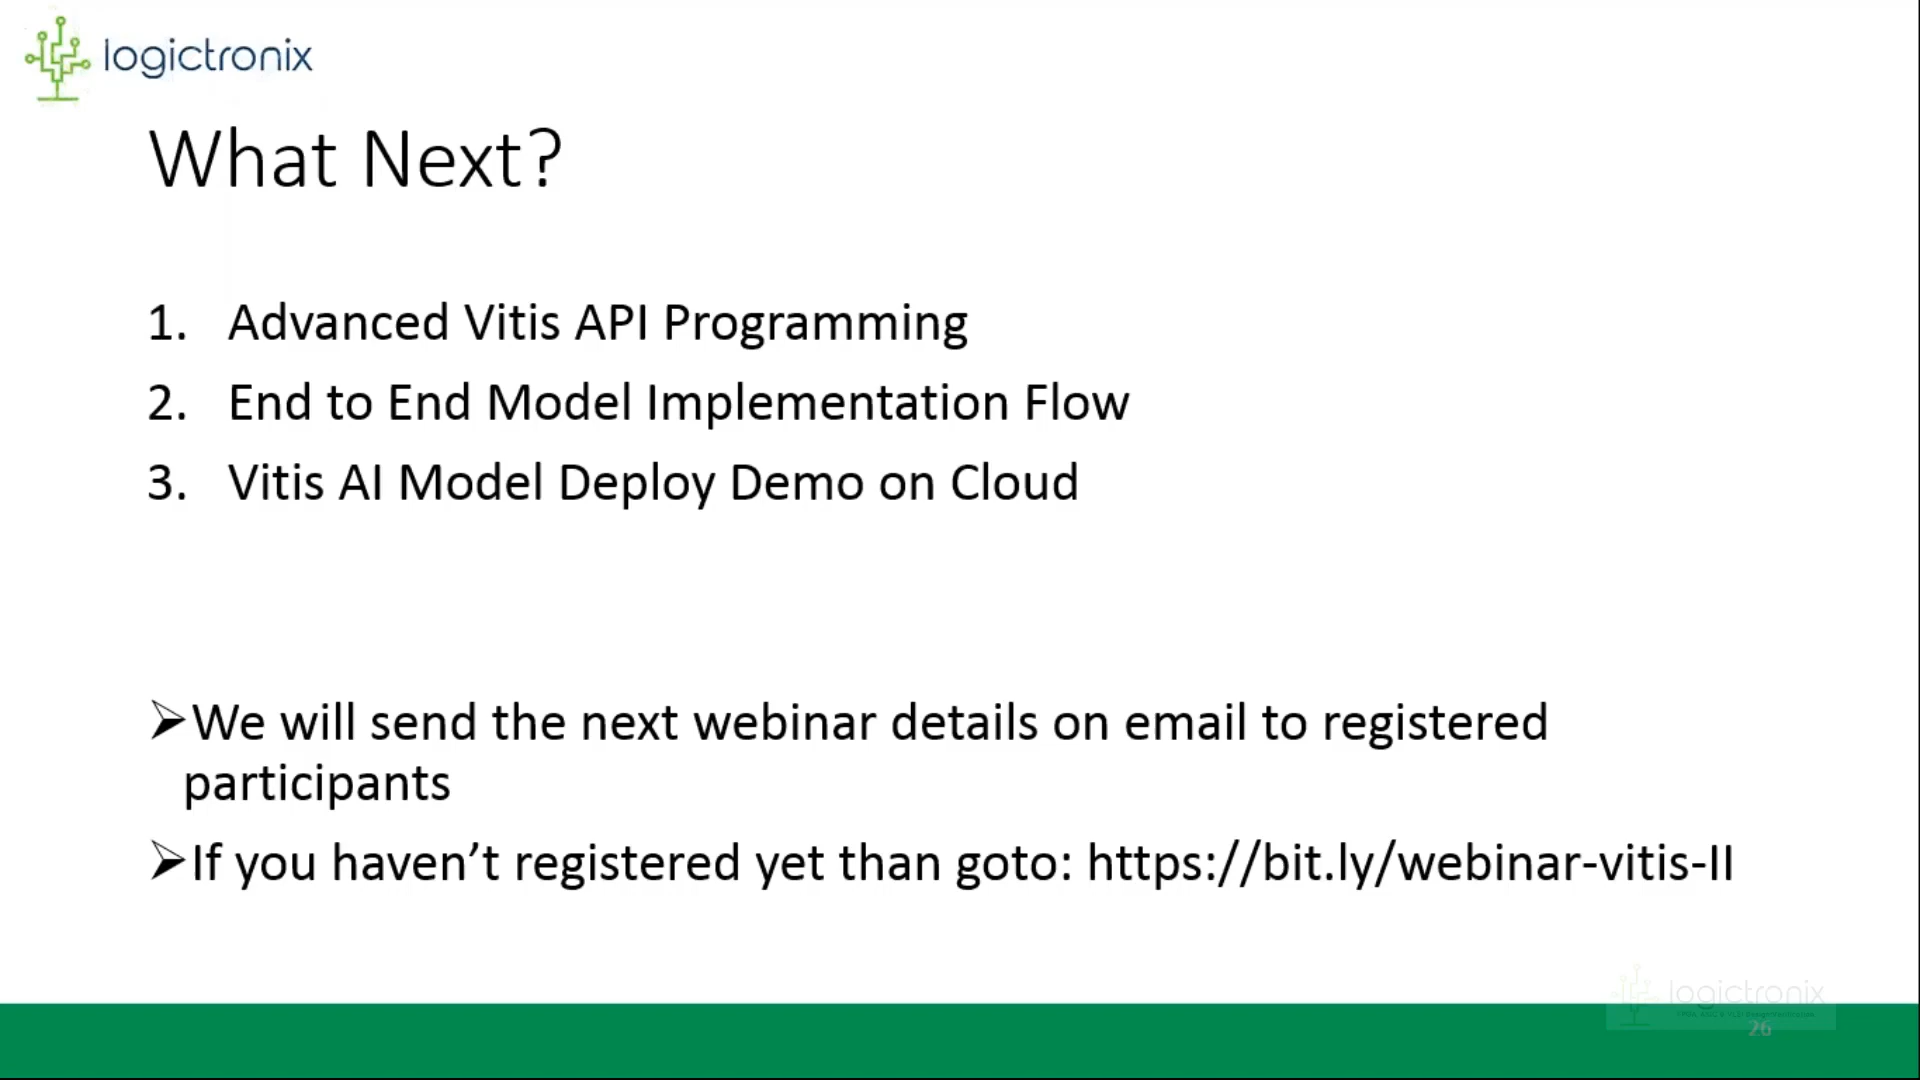 logictronix
What Next?
1. Advanced Vitis API Programming
2. End to End Model Implementation Flow
3. Vitis AI Model Deploy Demo on Cloud
➢We will send the next webinar details on email to registered
participants
➢If you haven’t registered yet than goto: https://bit.ly/webinar-vitis-II
logictronix
26